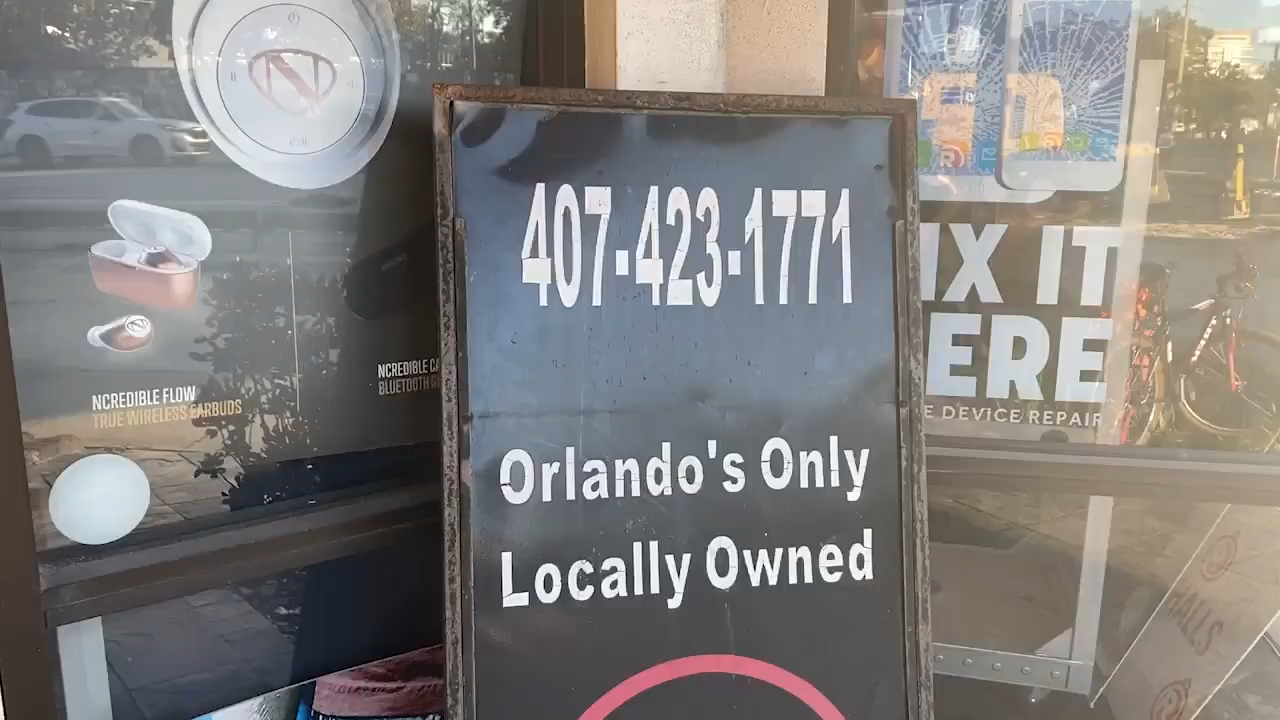 407-423-1771
Orlando's Only
Locally Owned
NCREDIBLE FLOW
TRUE WIRELESS EARBUDS
NCREDIBLE CA
BLUETOOTH
IX IT
ERE
E DEVICE REPAIR
HALLS